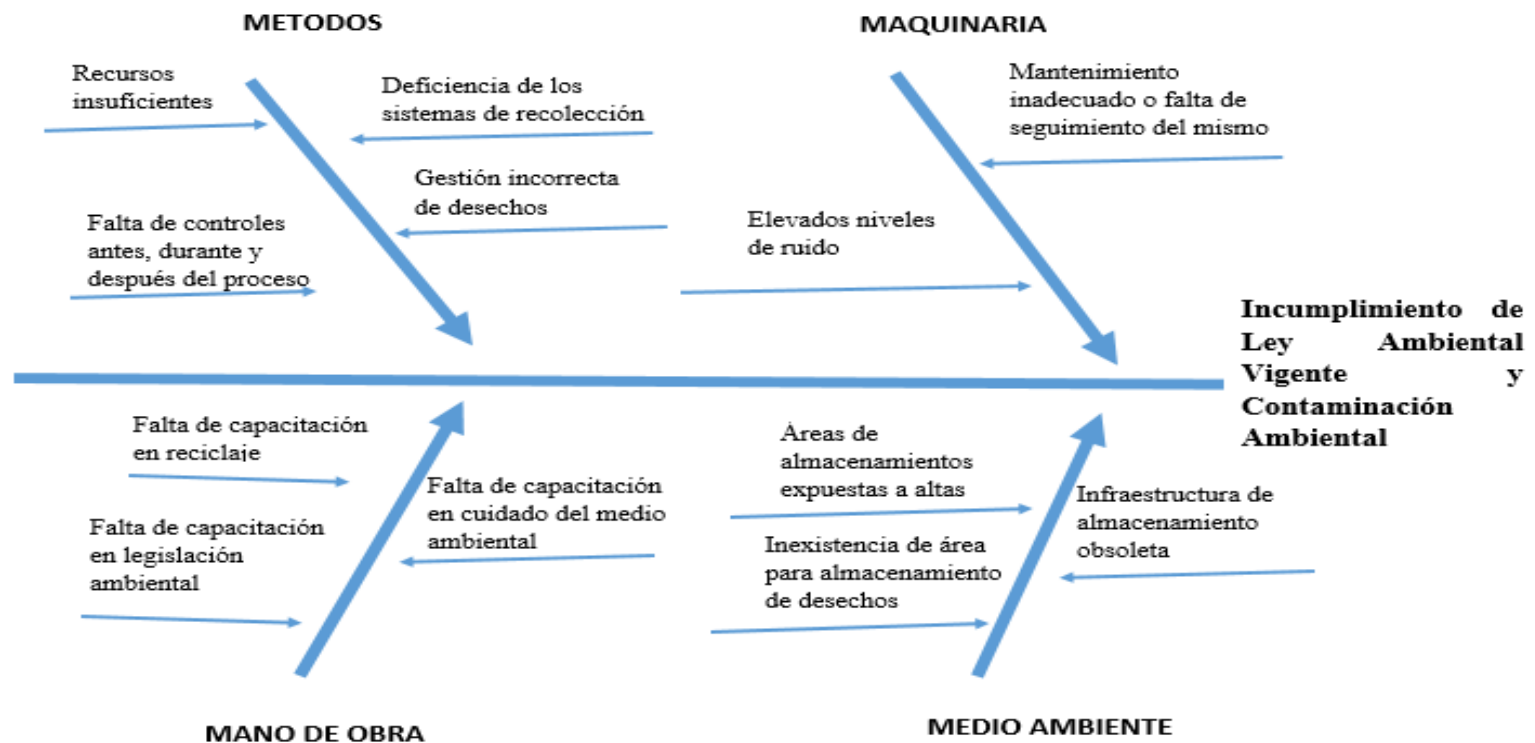 METODOS
Recursos
insuficientes
Deficiencia de los
sistemas de recolección
Gestión incorrecta
de desechos
Falta de controles
antes, durante y
después del proceso
MAQUINARIA
Mantenimiento
inadecuado o falta de
seguimiento del mismo
Elevados niveles
de ruido
Incumplimiento de
Ley Ambiental
Vigente y
Contaminación
Ambiental
Falta de capacitación
en reciclaje
Falta de capacitación
en cuidado del medio
ambiental
Falta de capacitación
en legislación
ambiental
MANO DE OBRA
Áreas de
almacenamientos
expuestas a altas
Infraestructura de
almacenamiento
obsoleta
Inexistencia de área
para almacenamiento
de desechos
MEDIO AMBIENTE